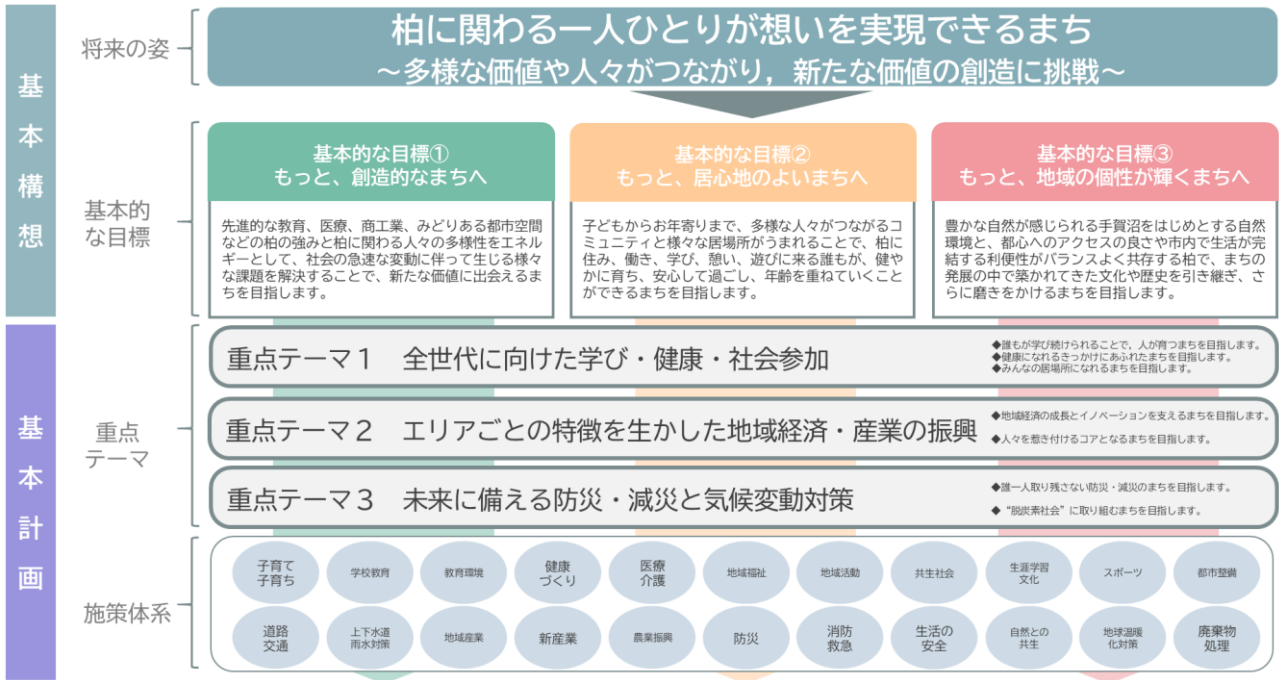 基本構想
将来の姿
柏に関わる一人ひとりが想いを実現できるまち
～多様な価値や人々がつながり，新たな価値の創造に挑戦～
基本的
な目標
基本的な目標①
もっと、創造的なまちへ
先進的な教育、医療、商工業、みどりある都市空間
などの柏の強みと柏に関わる人々の多様性をエネル
ギーとして、社会の急速な変動に伴って生じる様々
な課題を解決することで、新たな価値に出会えるま
ちを目指します。
基本的な目標②
もっと、居心地のよいまちへ
子どもからお年寄りまで、多様な人々がつながるコ
ミュニティと様々な居場所がうまれることで、柏に
住み、働き、学び、憩い、遊びに来る誰もが、健や
かに育ち、安心して過ごし、年齢を重ねていくこと
ができるまちを目指します。
基本的な目標③
もっと、地域の個性が輝くまちへ
豊かな自然が感じられる手賀沼をはじめとする自然
環境と、都心へのアクセスの良さや市内で生活が完
結する利便性がバランスよく共存する柏で、まちの
発展の中で築かれてきた文化や歴史を引き継ぎ、さ
らに磨きをかけるまちを目指します。
基本計画
重点
テーマ
重点テーマ１　全世代に向けた学び・健康・社会参加
◆誰もが学び続けられることで，人が育つまちを目指します。
◆健康になれるきっかけにあふれたまちを目指します。
◆みんなの居場所になれるまちを目指します。
重点テーマ２　エリアごとの特徴を生かした地域経済・産業の振興
◆地域経済の成長とイノベーションを支えるまちを目指します。
◆人々を惹き付けるコアとなるまちを目指します。
重点テーマ３　未来に備える防災・減災と気候変動対策
◆誰一人取り残さない防災・減災のまちを目指します。
◆“脱炭素社会”に取り組むまちを目指します。
施策体系
子育て
子育ち
学校教育
教育環境
健康
づくり
医療
介護
地域福祉
地域活動
共生社会
生涯学習
文化
スポーツ
都市整備
道路
交通
上下水道
雨水対策
地域産業
新産業
農業振興
防災
消防
救急
生活の
安全
自然との
共生
地球温暖
化対策
廃棄物
処理